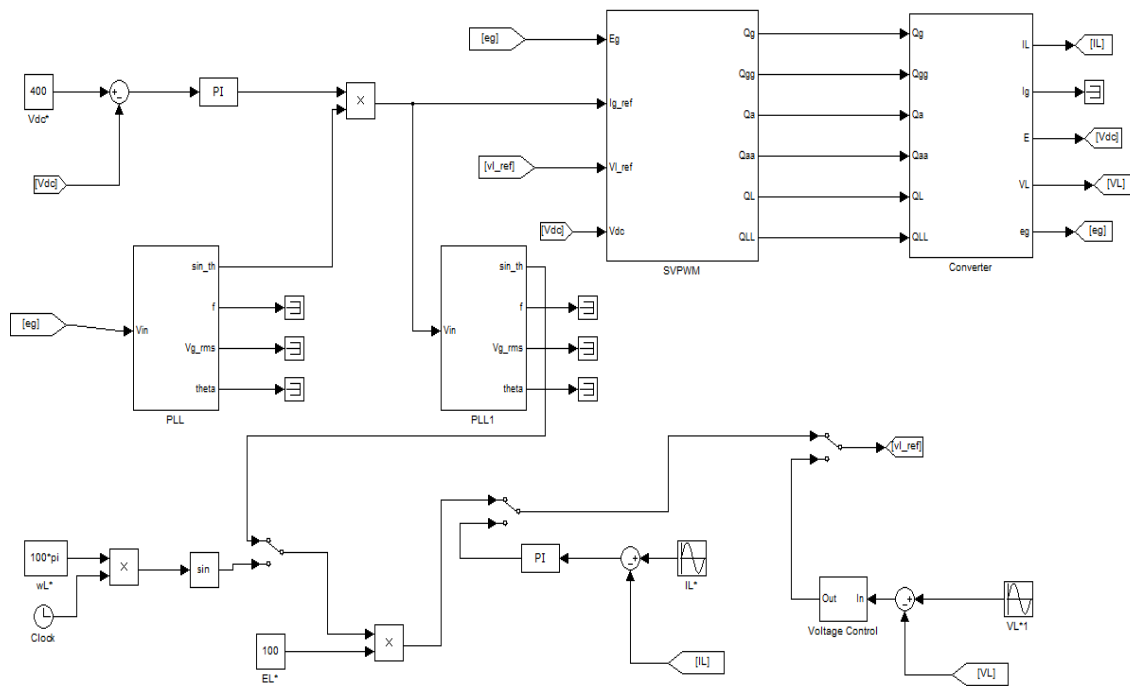 [eg]
Eg
Qg
Qg
IL
[IL]
Qgg
Qgg
Ig
400
PI
X
Ig_ref
Qa
Qa
Vdc*
E
[Vdc]
Qaa
Qaa
[vl_ref]
Vl_ref
[Vdc]
QL
QL
VL
[VL]
[Vdc]
Vdc
QLL
QLL
eg
[eg]
SVPWM
Converter
sin_th
sin_th
f
f
[eg]
Vin
Vin
Vg_rms
Vg_rms
theta
theta
PLL
PLL1
[vl_ref]
100*pi
X
sin
PI
wL*
IL*
Clock
Out
In
Voltage Control
VL*1
100
X
EL*
[IL]
[VL]